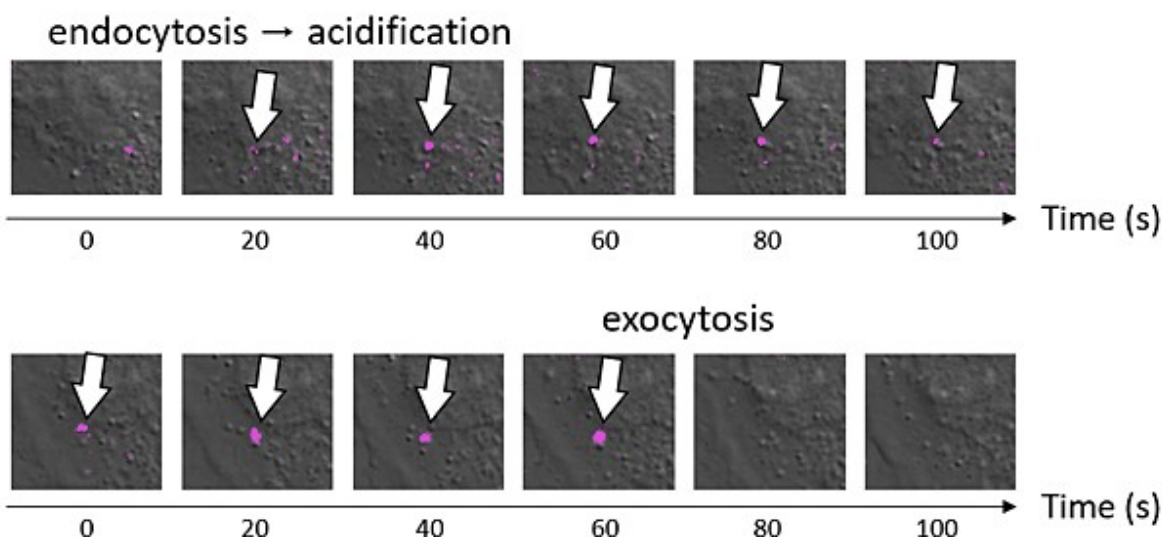 endocytosis → acidification
Time (s)
0 20 40 60 80 100
exocytosis
Time (s)
0 20 40 60 80 100